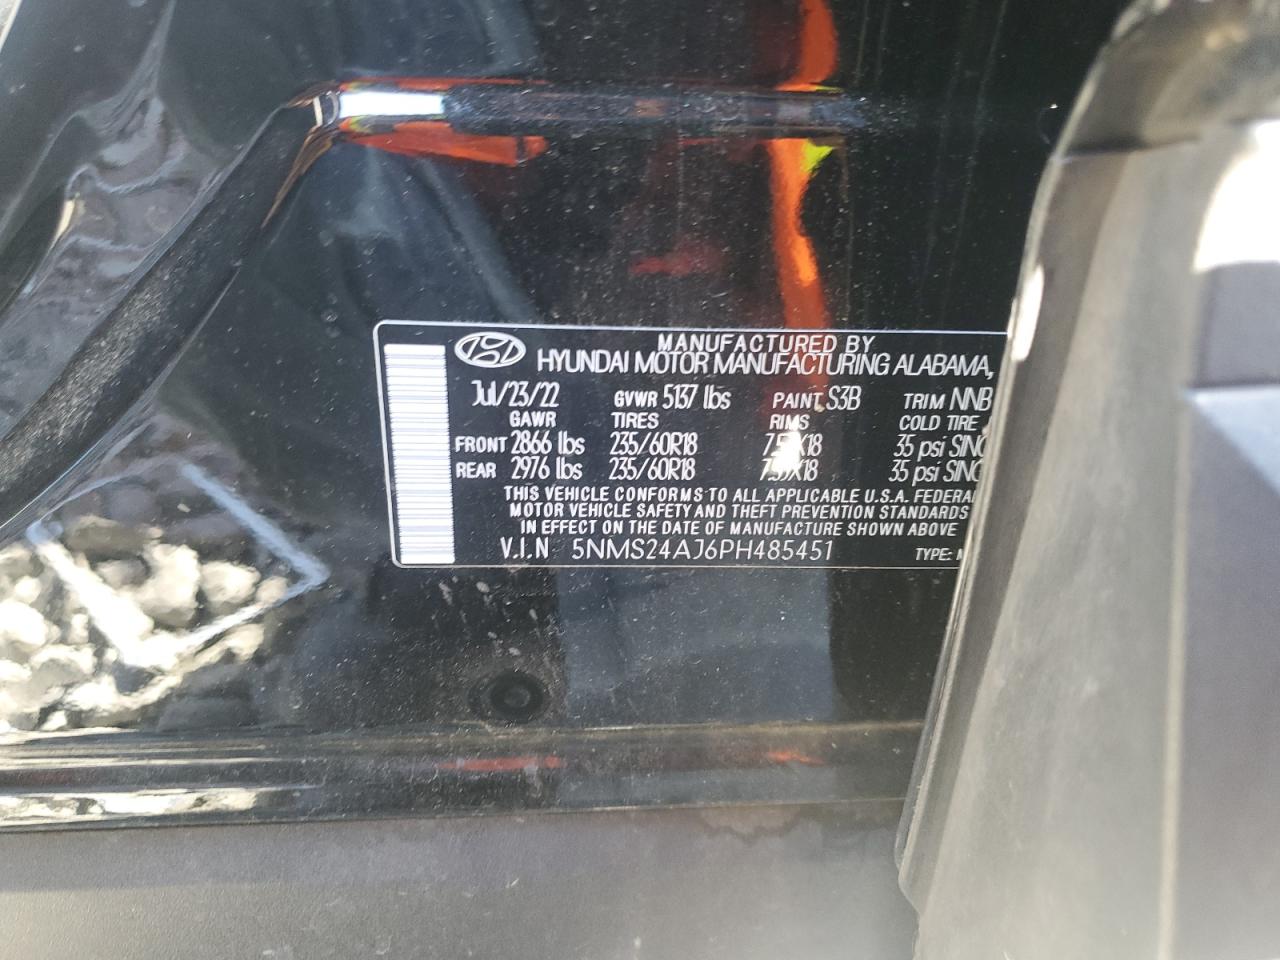 MANUFACTURED BY
HYUNDAI MOTOR MANUFACTURING ALABAMA,
Jul/23/22 GVWR 5137 lbs PAINT S3B TRIM NNB
GAWR TIRES RIMS COLD TIRE
FRONT 2866 lbs 235/60R18 35 psi
REAR 2976 lbs 235/60R18 35 psi
THIS VEHICLE CONFORMS TO ALL APPLICABLE U.S.A. FEDERAL
MOTOR VEHICLE SAFETY AND THEFT PREVENTION STANDARDS
IN EFFECT ON THE DATE OF MANUFACTURE SHOWN ABOVE
V.I.N 5NMS24AJ6PH485451 TYPE: